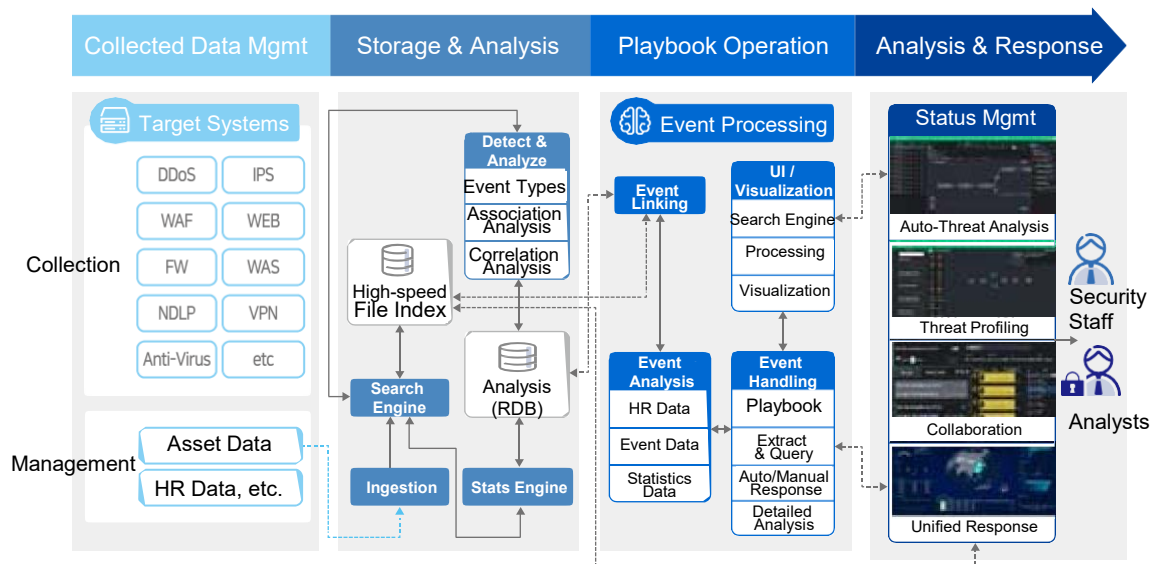 Collected Data Mgmt
Storage & Analysis
Playbook Operation
Analysis & Response
Target Systems
DDoS
IPS
WAF
WEB
Collection
FW
WAS
NDLP
VPN
Anti-Virus
etc
Management
Asset Data
HR Data, etc.
Detect &
Analyze
Event Types
Association
Analysis
Correlation
Analysis
High-speed
File Index
Search
Engine
Analysis
(RDB)
Ingestion
Stats Engine
Event Processing
Event
Linking
UI /
Visualization
Search Engine
Processing
Visualization
Event
Analysis
HR Data
Event Data
Statistics
Data
Event
Handling
Playbook
Extract
& Query
Auto/Manual
Response
Detailed
Analysis
Status Mgmt
Auto-Threat Analysis
Threat Profiling
Collaboration
Unified Response
Security
Staff
Analysts